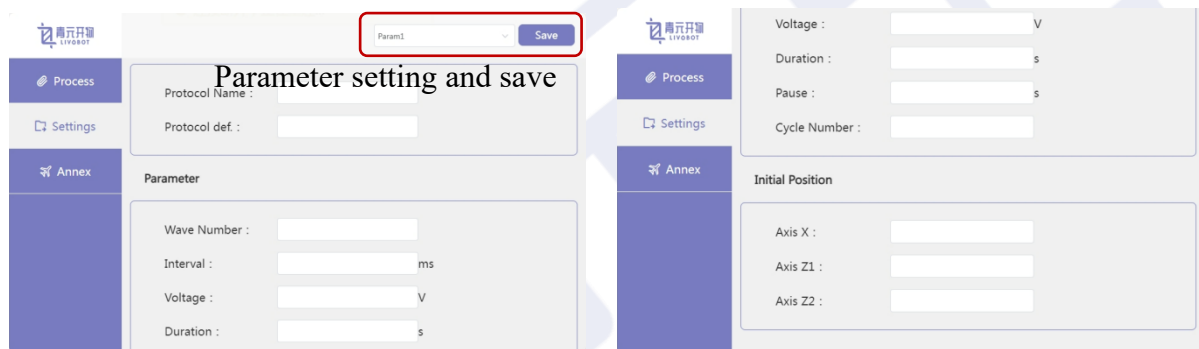 青元开物
LIVOBOT
Param1
Save
Process
Settings
Annex
Parameter setting and save
Protocol Name :
Protocol def. :
Parameter
Wave Number :
Interval : ms
Voltage : V
Duration : s
青元开物
LIVOBOT
Process
Settings
Annex
Voltage : V
Duration : s
Pause : s
Cycle Number :
Initial Position
Axis X :
Axis Z1 :
Axis Z2 :